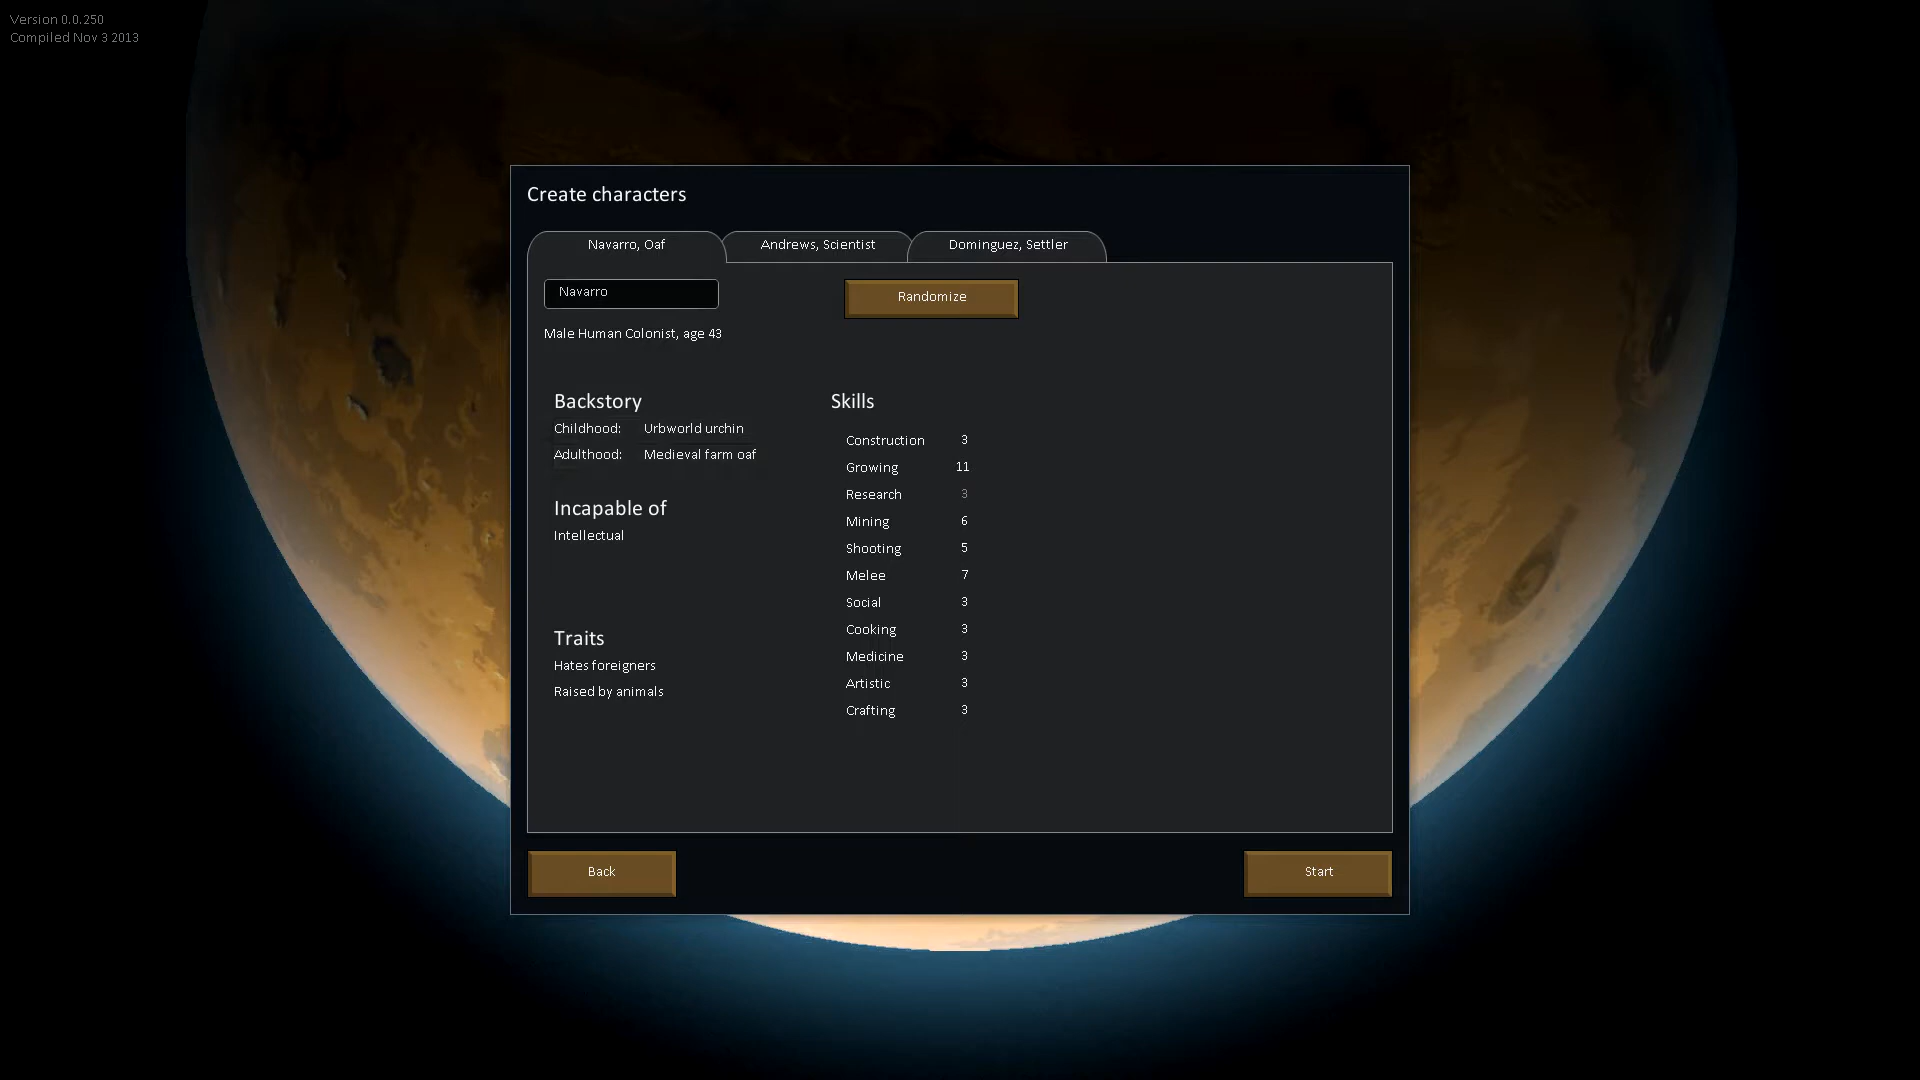 Version 0.0.250
Compiled Nov 3 2013
Create characters
Navarro, Oaf
Andrews, Scientist
Dominguez, Settler
Navarro
Randomize
Male Human Colonist, age 43
Backstory
Childhood: Urbworld urchin
Adulthood: Medieval farm oaf
Incapable of
Intellectual
Traits
Hates foreigners
Raised by animals
Skills
Construction 3
Growing 11
Research 3
Mining 6
Shooting 5
Melee 7
Social 3
Cooking 3
Medicine 3
Artistic 3
Crafting 3
Back
Start